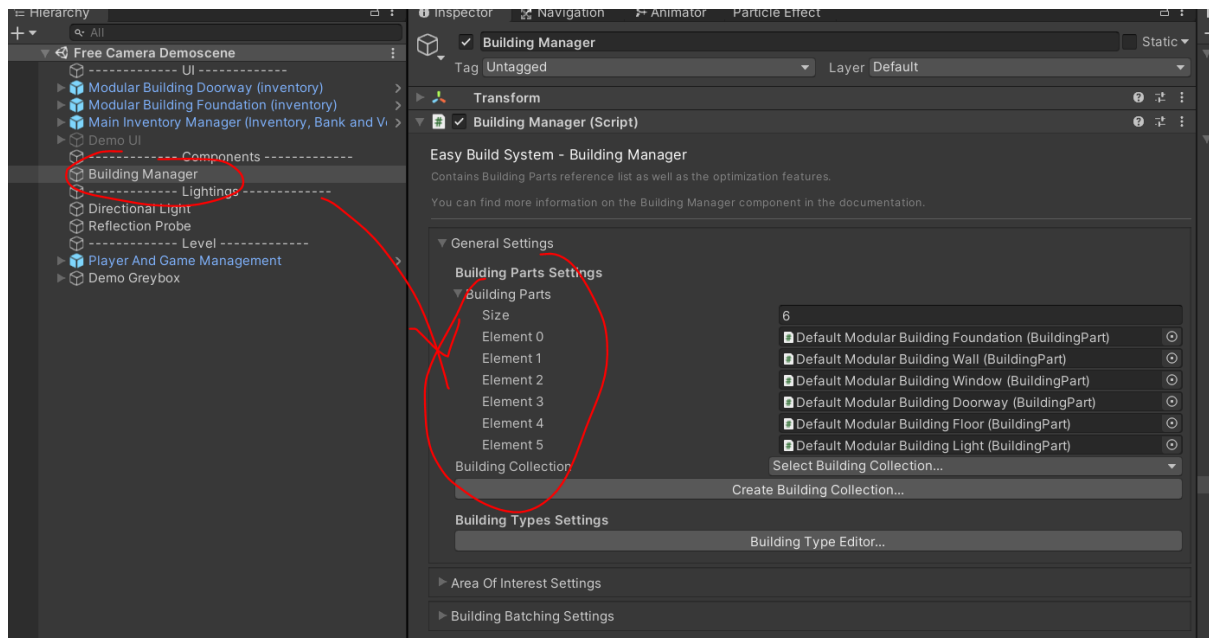 Hierarchy
All
Free Camera Demoscene
------------- UI -------------
Modular Building Doorway (inventory)
Modular Building Foundation (inventory)
Main Inventory Manager (Inventory, Bank and
Demo UI
------------- Components -------------
Building Manager
------------- Lightings -------------
Directional Light
Reflection Probe
------------- Level -------------
Player And Game Management
Demo Greybox
Inspector Navigation Animator Particle Effect
Building Manager Static
Tag Untagged Layer Default
Transform
Building Manager (Script)
Easy Build System - Building Manager
Contains Building Parts reference list as well as the optimization features.
You can find more information on the Building Manager component in the documentation.
General Settings
Building Parts Settings
Building Parts
Size 6
Element 0 Default Modular Building Foundation (BuildingPart)
Element 1 Default Modular Building Wall (BuildingPart)
Element 2 Default Modular Building Window (BuildingPart)
Element 3 Default Modular Building Doorway (BuildingPart)
Element 4 Default Modular Building Floor (BuildingPart)
Element 5 Default Modular Building Light (BuildingPart)
Building Collection Select Building Collection...
Create Building Collection...
Building Types Settings
Building Type Editor...
Area Of Interest Settings
Building Batching Settings